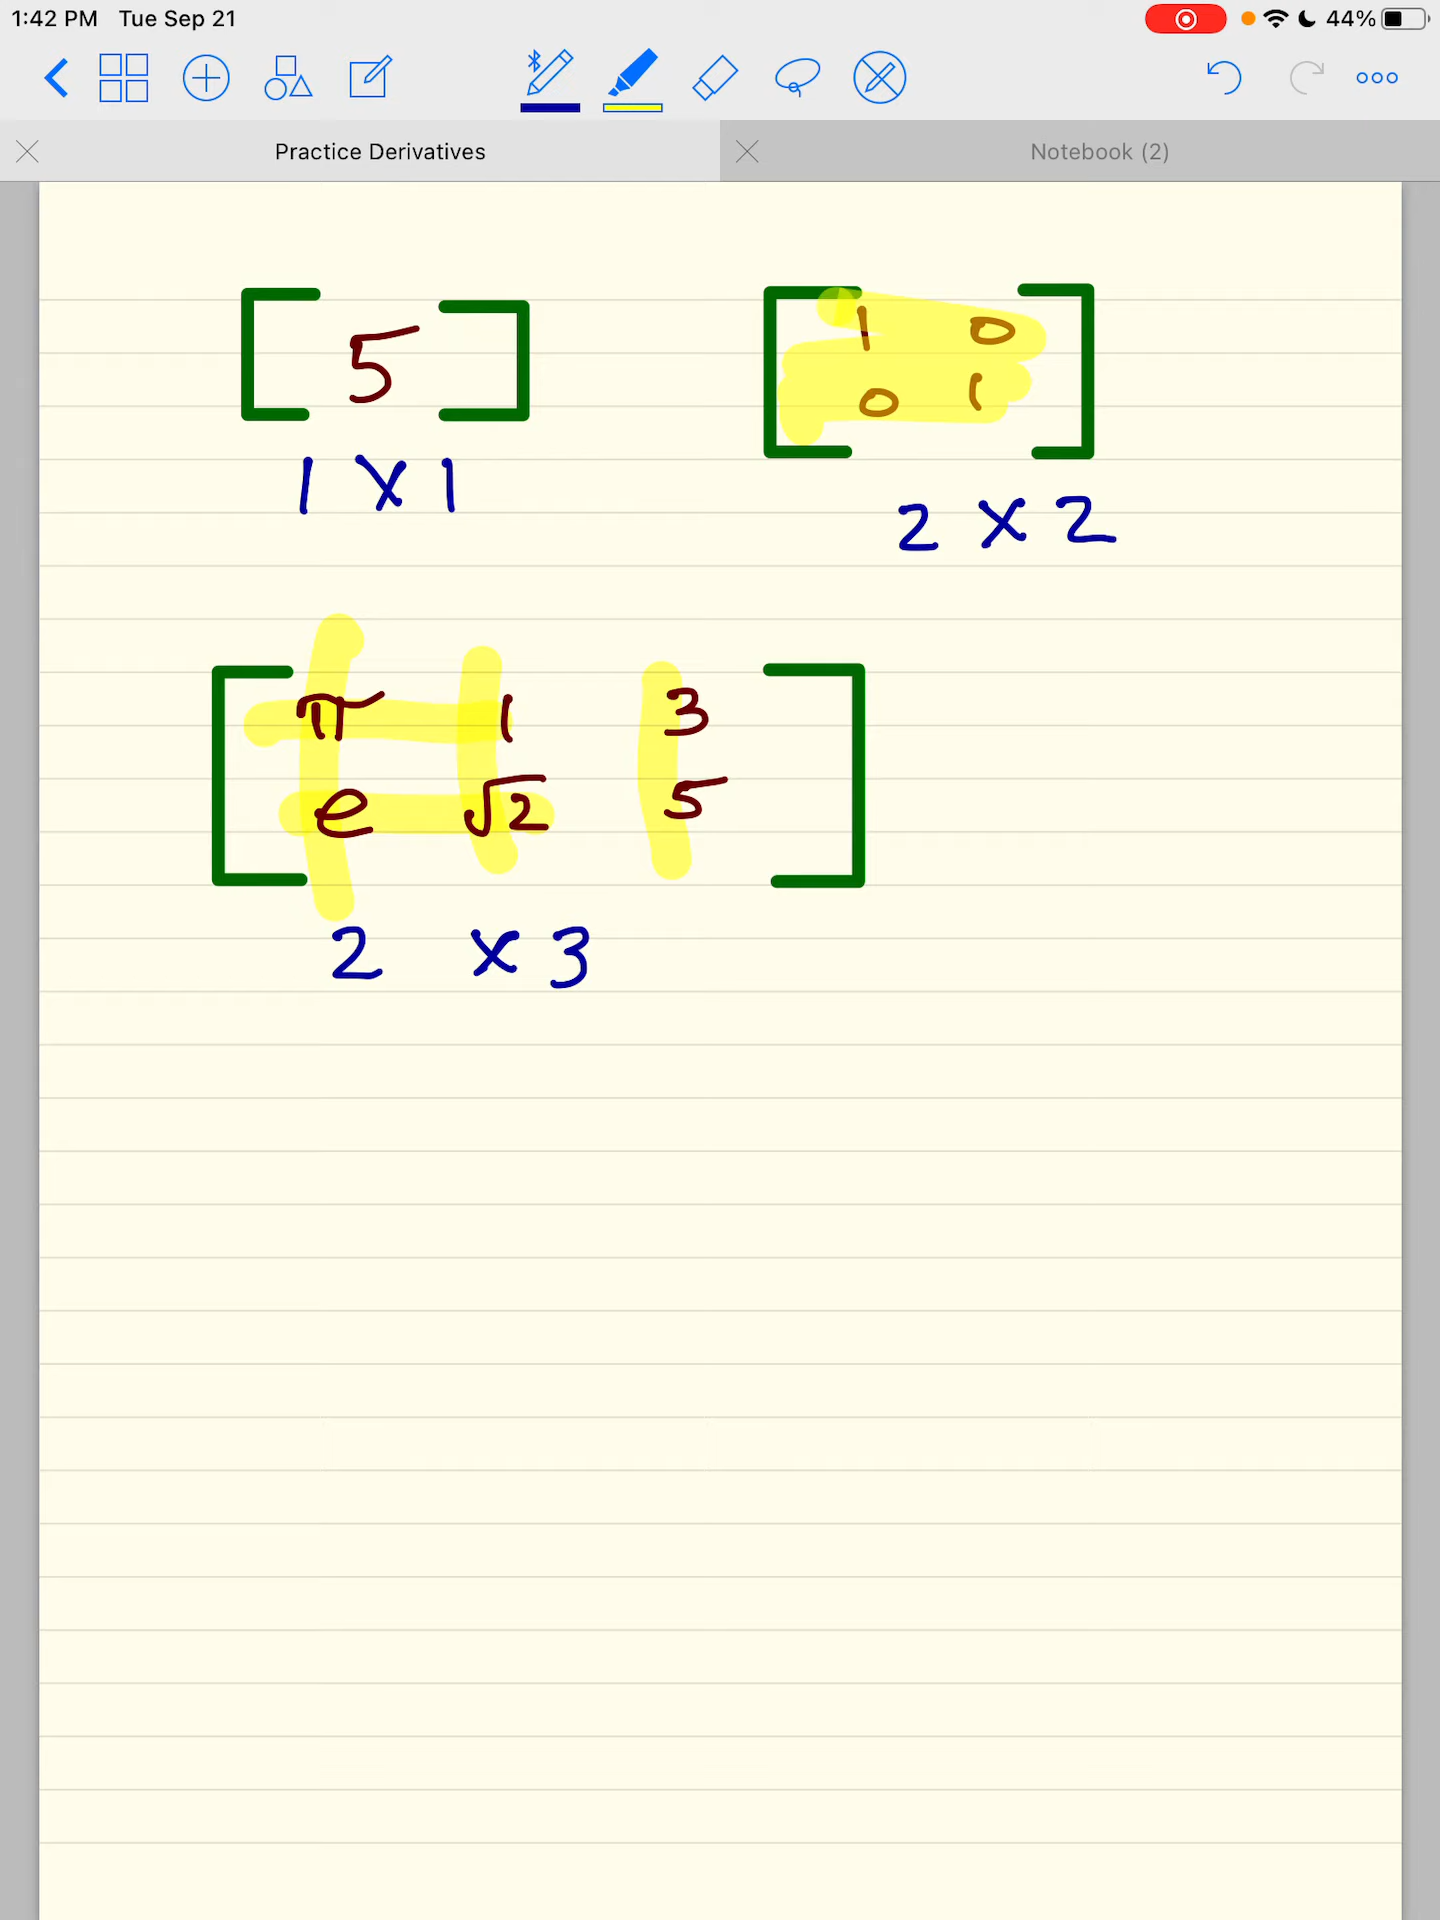 1:42 PM Tue Sep 21 44%
Practice Derivatives Notebook (2)
5
1 0
0 1
1 X 1
2 X 2
π 1 3
e √2 5
2 X 3